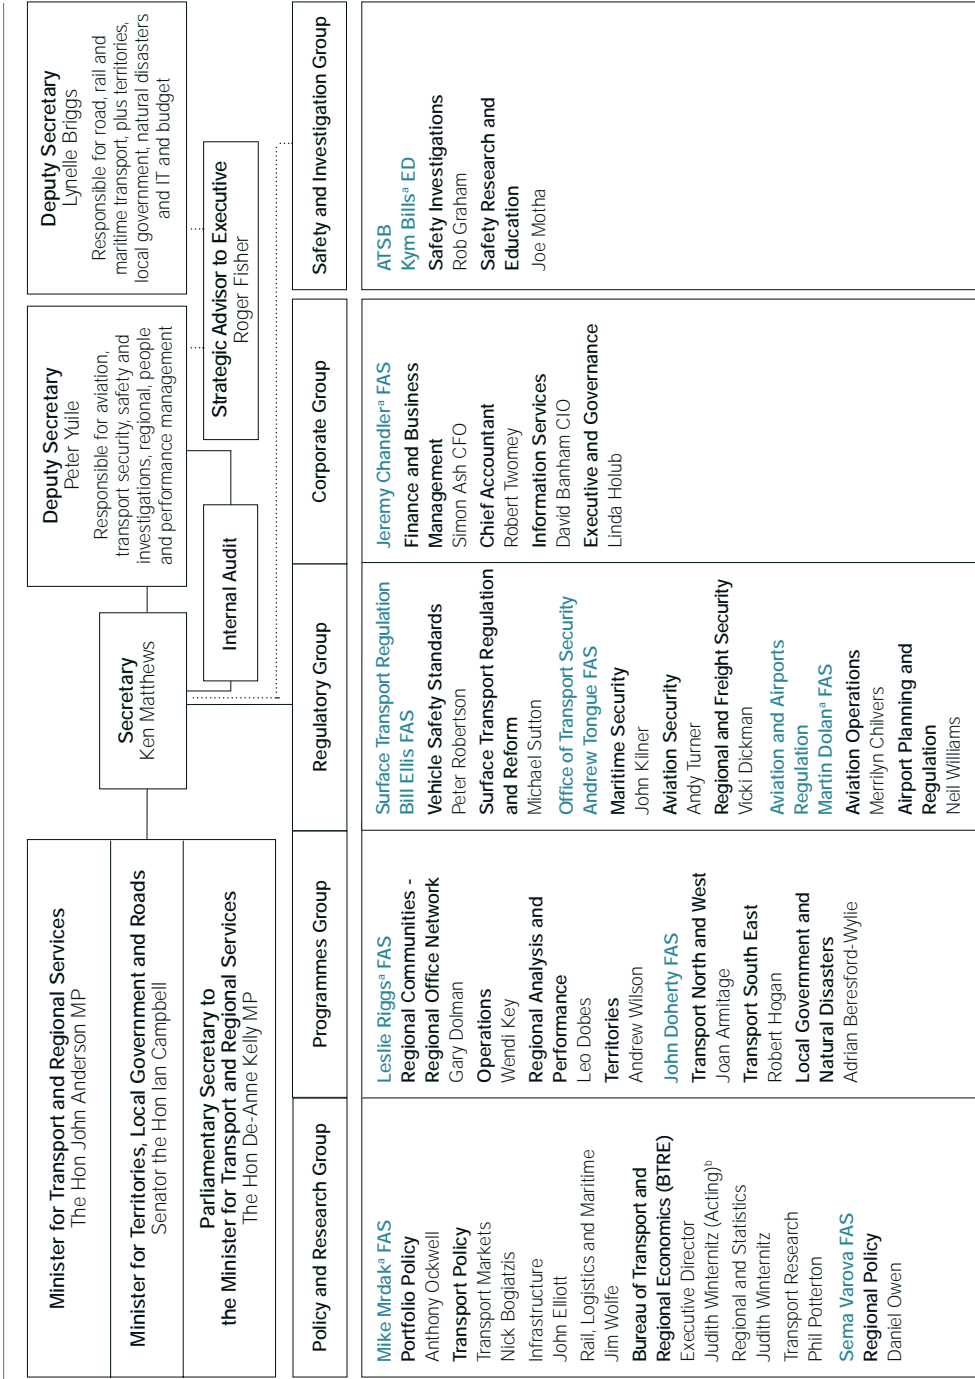 Minister for Transport and Regional Services
The Hon John Anderson MP
Minister for Territories, Local Government and Roads
Senator the Hon Ian Campbell
Parliamentary Secretary to
the Minister for Transport and Regional Services
The Hon De-Anne Kelly MP
Secretary
Ken Matthews
Deputy Secretary
Peter Yuile
Responsible for aviation,
transport security, safety and
investigations, regional, people
and performance management
Deputy Secretary
Lynelle Briggs
Responsible for road, rail and
maritime transport, plus territories,
local government, natural disasters
and IT and budget
Internal Audit
Strategic Advisor to Executive
Roger Fisher
Policy and Research Group
Mike Mrdakᵃ FAS
Portfolio Policy
Anthony Ockwell
Transport Policy
Transport Markets
Nick Bogiatzis
Infrastructure
John Elliott
Rail, Logistics and Maritime
Jim Wolfe
Bureau of Transport and
Regional Economics (BTRE)
Executive Director
Judith Winternitz (Acting)ᵇ
Regional and Statistics
Judith Winternitz
Transport Research
Phil Potterton
Sema Varova FAS
Regional Policy
Daniel Owen
Programmes Group
Leslie Riggsᵃ FAS
Regional Communities -
Regional Office Network
Gary Dolman
Operations
Wendi Key
Regional Analysis and
Performance
Leo Dobes
Territories
Andrew Wilson
John Doherty FAS
Transport North and West
Joan Armitage
Transport South East
Robert Hogan
Local Government and
Natural Disasters
Adrian Beresford-Wylie
Regulatory Group
Surface Transport Regulation
Bill Ellis FAS
Vehicle Safety Standards
Peter Robertson
Surface Transport Regulation
and Reform
Michael Sutton
Office of Transport Security
Andrew Tongue FAS
Maritime Security
John Kilner
Aviation Security
Andy Turner
Regional and Freight Security
Vicki Dickman
Aviation and Airports
Regulation
Martin Dolanᵃ FAS
Aviation Operations
Merrilyn Chilvers
Airport Planning and
Regulation
Neil Williams
Corporate Group
Jeremy Chandlerᵃ FAS
Finance and Business
Management
Simon Ash CFO
Chief Accountant
Robert Twomey
Information Services
David Banham CIO
Executive and Governance
Linda Holub
Safety and Investigation Group
ATSB
Kym Billsᵃ ED
Safety Investigations
Rob Graham
Safety Research and
Education
Joe Motha